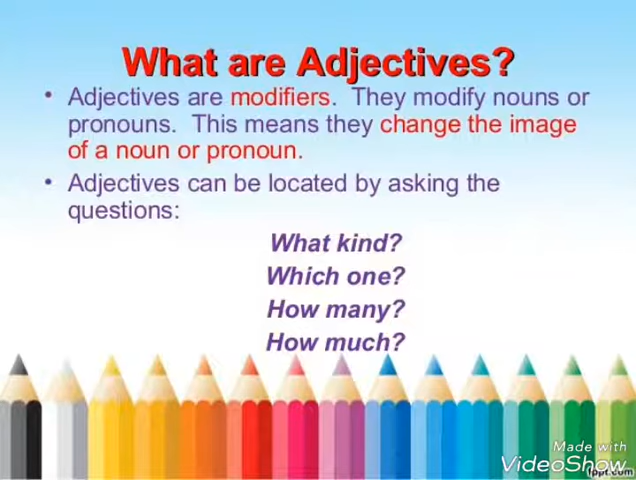 What are Adjectives?
• Adjectives are modifiers. They modify nouns or
pronouns. This means they change the image
of a noun or pronoun.
• Adjectives can be located by asking the
questions:
What kind?
Which one?
How many?
How much?
Made with
VideoShow
fppt.com